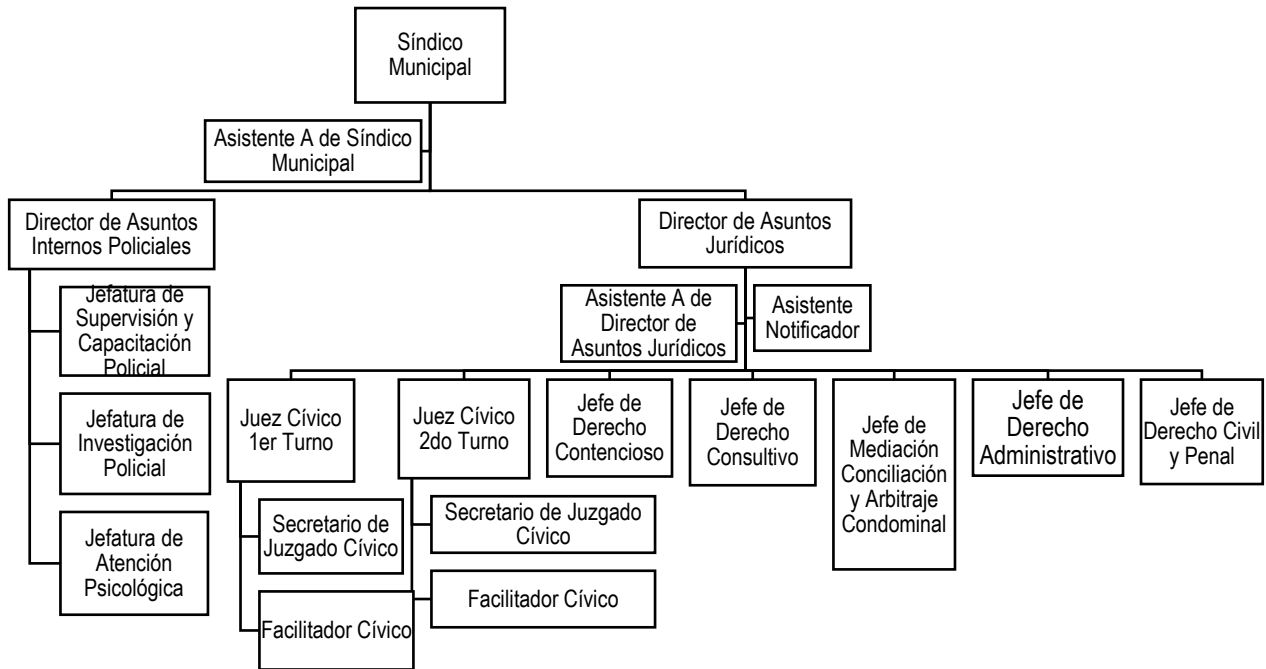 Síndico
Municipal
Asistente A de Síndico
Municipal
Director de Asuntos
Internos Policiales
Director de Asuntos
Jurídicos
Jefatura de
Supervisión y
Capacitación
Policial
Jefatura de
Investigación
Policial
Jefatura de
Atención
Psicológica
Asistente A de
Director de
Asuntos Jurídicos
Asistente
Notificador
Juez Cívico
1er Turno
Secretario de
Juzgado Cívico
Facilitador Cívico
Juez Cívico
2do Turno
Secretario de Juzgado
Cívico
Facilitador Cívico
Jefe de
Derecho
Contencioso
Jefe de
Derecho
Consultivo
Jefe de
Mediación
Conciliación
y Arbitraje
Condominal
Jefe de
Derecho
Administrativo
Jefe de
Derecho Civil
y Penal